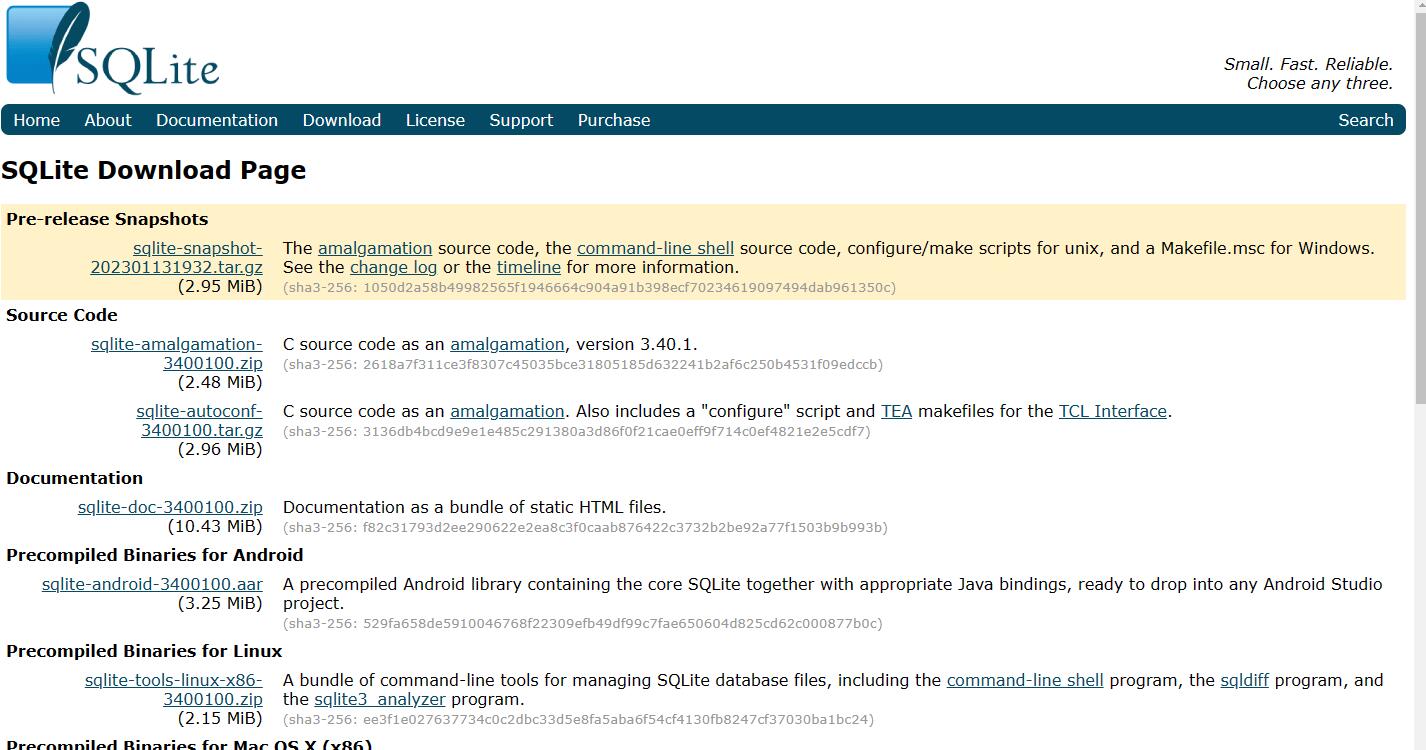 SQLite
Small. Fast. Reliable.
Choose any three.
Home About Documentation Download License Support Purchase Search
SQLite Download Page
Pre-release Snapshots
sqlite-snapshot-
202301131932.tar.gz
(2.95 MiB)
The amalgamation source code, the command-line shell source code, configure/make scripts for unix, and a Makefile.msc for Windows.
See the change log or the timeline for more information.
(sha3-256: 1050d2a58b49982565f1946664c904a91b398ecf70234619097494dab961350c)
Source Code
sqlite-amalgamation-
3400100.zip
(2.48 MiB)
C source code as an amalgamation, version 3.40.1.
(sha3-256: 2618a7f311ce3f8307c45035bce31805185d632241b2af6c250b4531f09edccb)
sqlite-autoconf-
3400100.tar.gz
(2.96 MiB)
C source code as an amalgamation. Also includes a "configure" script and TEA makefiles for the TCL Interface.
(sha3-256: 3136db4bcd9e9e1e485c291380a3d86f0f21cae0eff9f714c0ef4821e2e5cdf7)
Documentation
sqlite-doc-3400100.zip
(10.43 MiB)
Documentation as a bundle of static HTML files.
(sha3-256: f82c31793d2ee290622e2ea8c3f0caab876422c3732b2be92a77f1503b9b993b)
Precompiled Binaries for Android
sqlite-android-3400100.aar
(3.25 MiB)
A precompiled Android library containing the core SQLite together with appropriate Java bindings, ready to drop into any Android Studio
project.
(sha3-256: 529fa658de5910046768f22309efb49df99c7fae650604d825cd62c000877b0c)
Precompiled Binaries for Linux
sqlite-tools-linux-x86-
3400100.zip
(2.15 MiB)
A bundle of command-line tools for managing SQLite database files, including the command-line shell program, the sqldiff program, and
the sqlite3_analyzer program.
(sha3-256: ee3f1e027637734c0c2dbc33d5e8fa5aba6f54cf4130fb8247cf37030ba1bc24)
Precompiled Binaries for Mac OS X (x86)